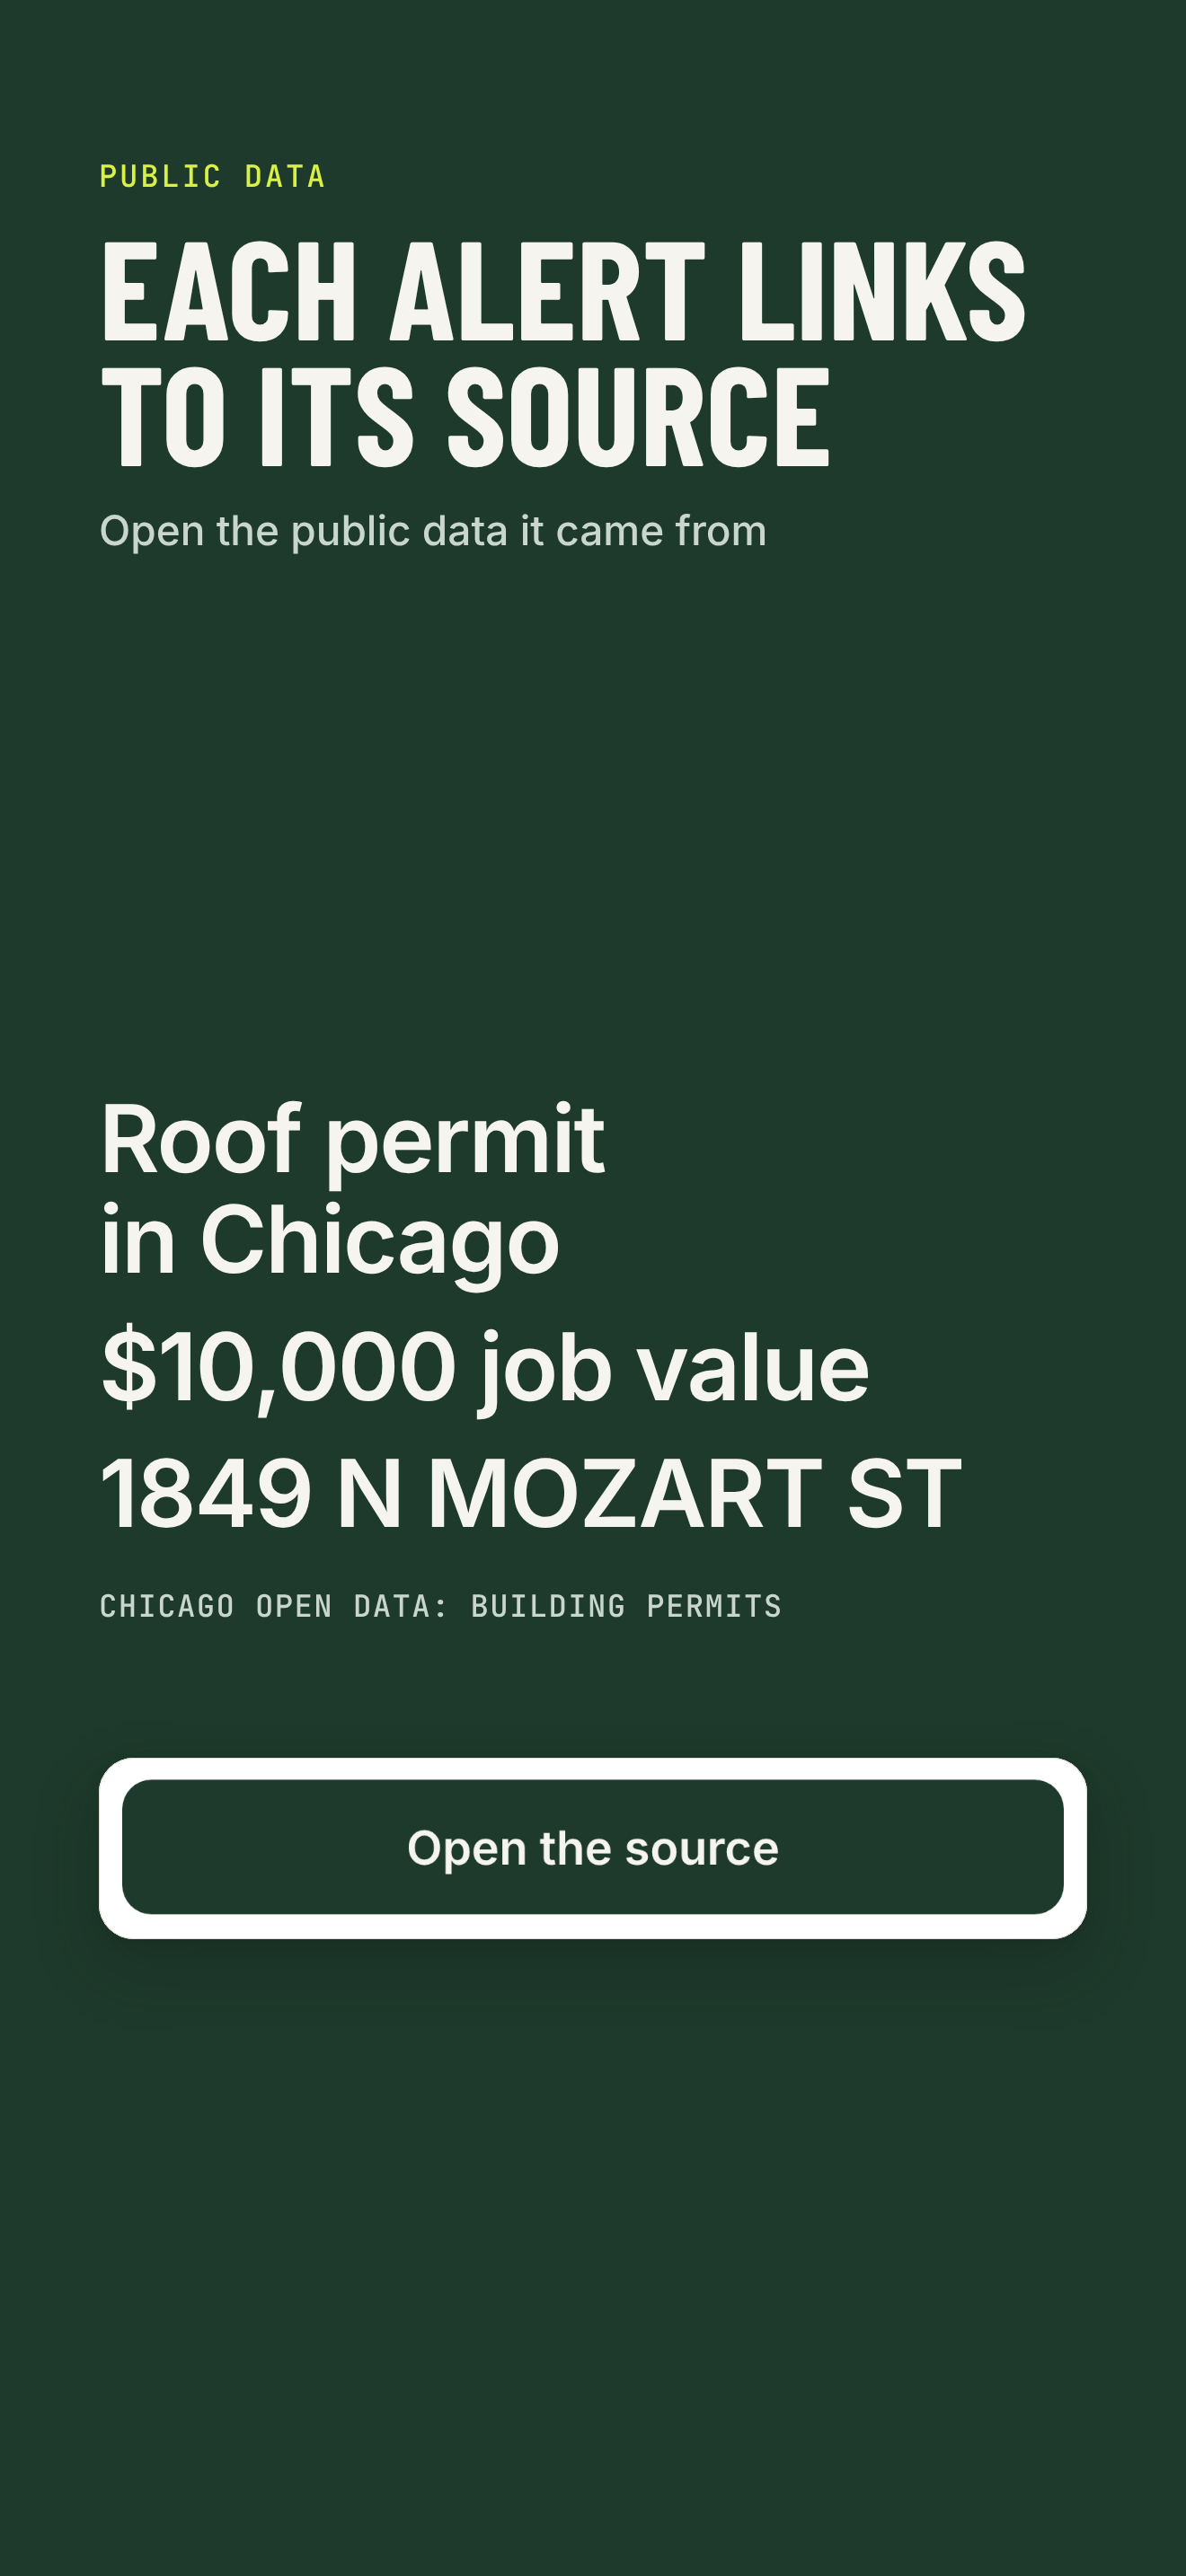 PUBLIC DATA
EACH ALERT LINKS
TO ITS SOURCE
Open the public data it came from
Roof permit
in Chicago
$10,000 job value
1849 N MOZART ST
CHICAGO OPEN DATA: BUILDING PERMITS
Open the source